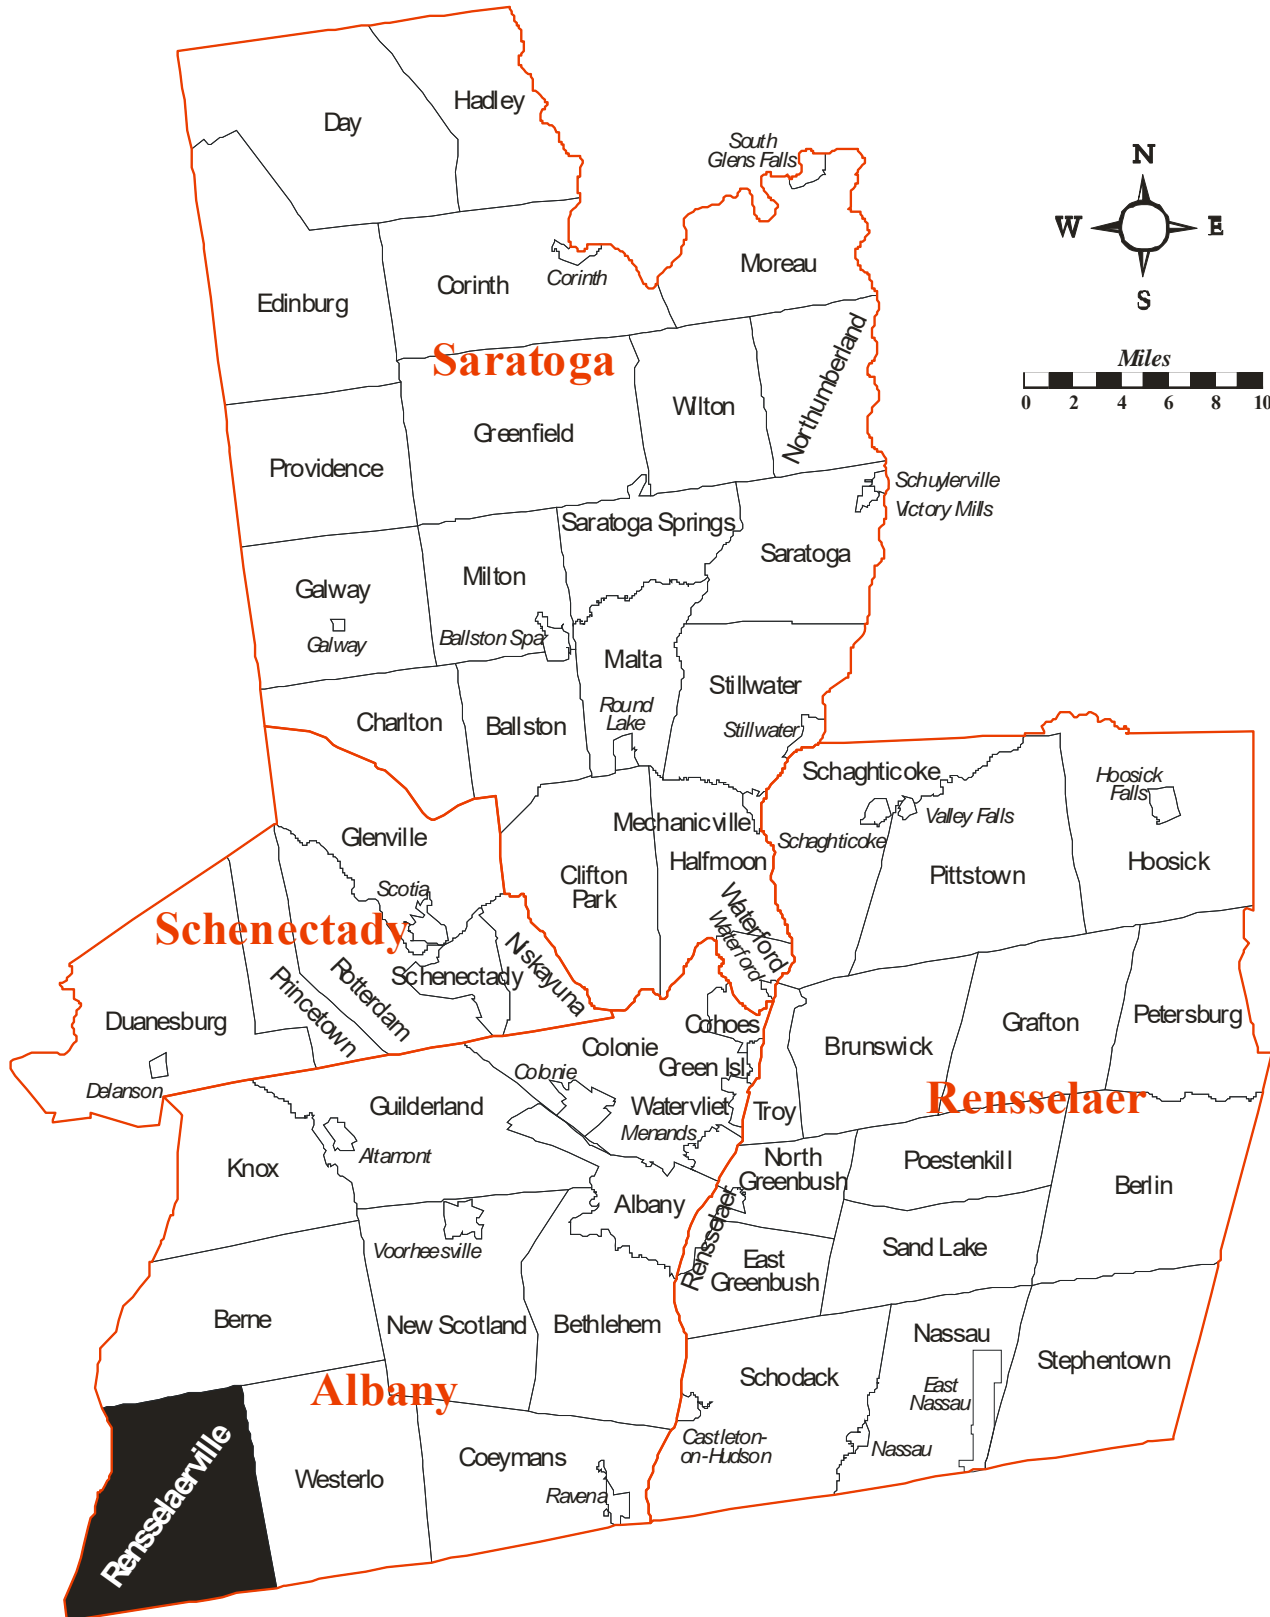 Hadley
Day
South
Glens Falls
N
W
E
S
Moreau
Corinth
Corinth
Edinburg
Saratoga
Northumberland
Miles
0 2 4 6 8 10
Wilton
Greenfield
Providence
Schuylerville
Victory Mills
Saratoga Springs
Saratoga
Milton
Galway
Galway
Ballston Spa
Malta
Stillwater
Round
Lake
Stillwater
Charlton
Ballston
Schaghticoke
Hoosick
Falls
Valley Falls
Schaghticoke
Mechanicville
Glenville
Halfmoon
Hoosick
Clifton
Park
Pittstown
Scotia
Waterford
Waterford
Schenectady
Niskayuna
Schenectady
Rotterdam
Princetown
Duanesburg
Cohoes
Grafton
Petersburg
Colonie
Brunswick
Green Isl.
Colonie
Delanson
Guilderland
Watervliet
Troy
Rensselaer
Menands
Altamont
Knox
North
Greenbush
Poestenkill
Berlin
Albany
Rensselaer
Voorheesville
Sand Lake
East
Greenbush
Berne
New Scotland
Bethlehem
Nassau
Stephentown
Schodack
Albany
East
Nassau
Castleton-
on-Hudson
Nassau
Coeymans
Westerlo
Ravena
Rensselaerville